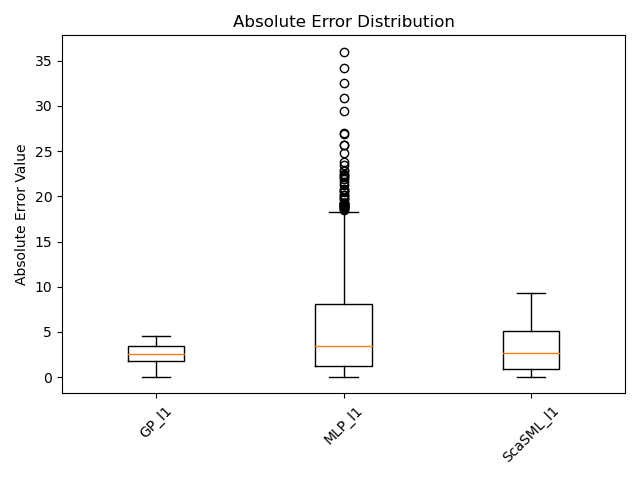 Absolute Error Distribution
Absolute Error Value
35
30
25
20
15
10
5
0
GP_l1
MLP_l1
ScaSML_l1